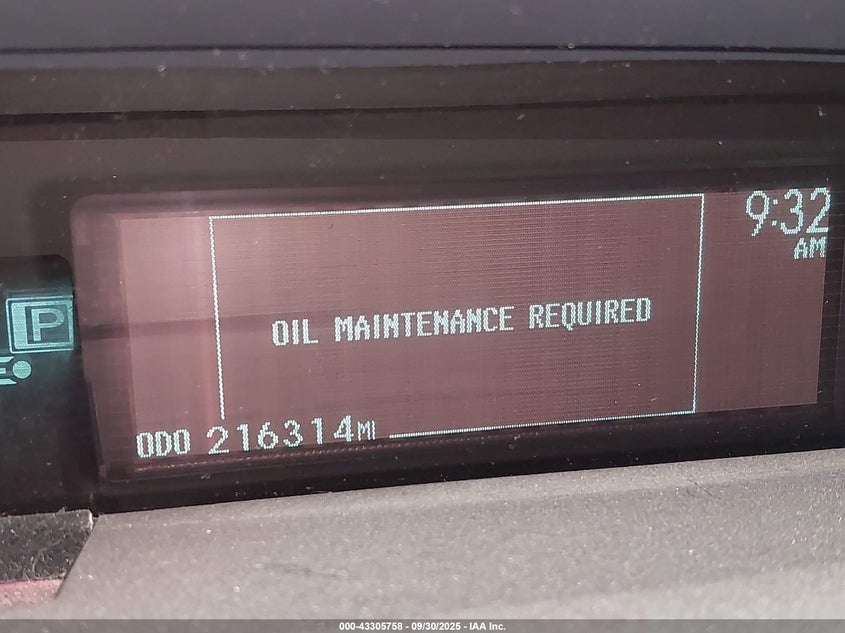 9:32
AM
P
OIL MAINTENANCE REQUIRED
ODO 216314MI
000-43305758 - 09/30/2025 - IAA Inc.